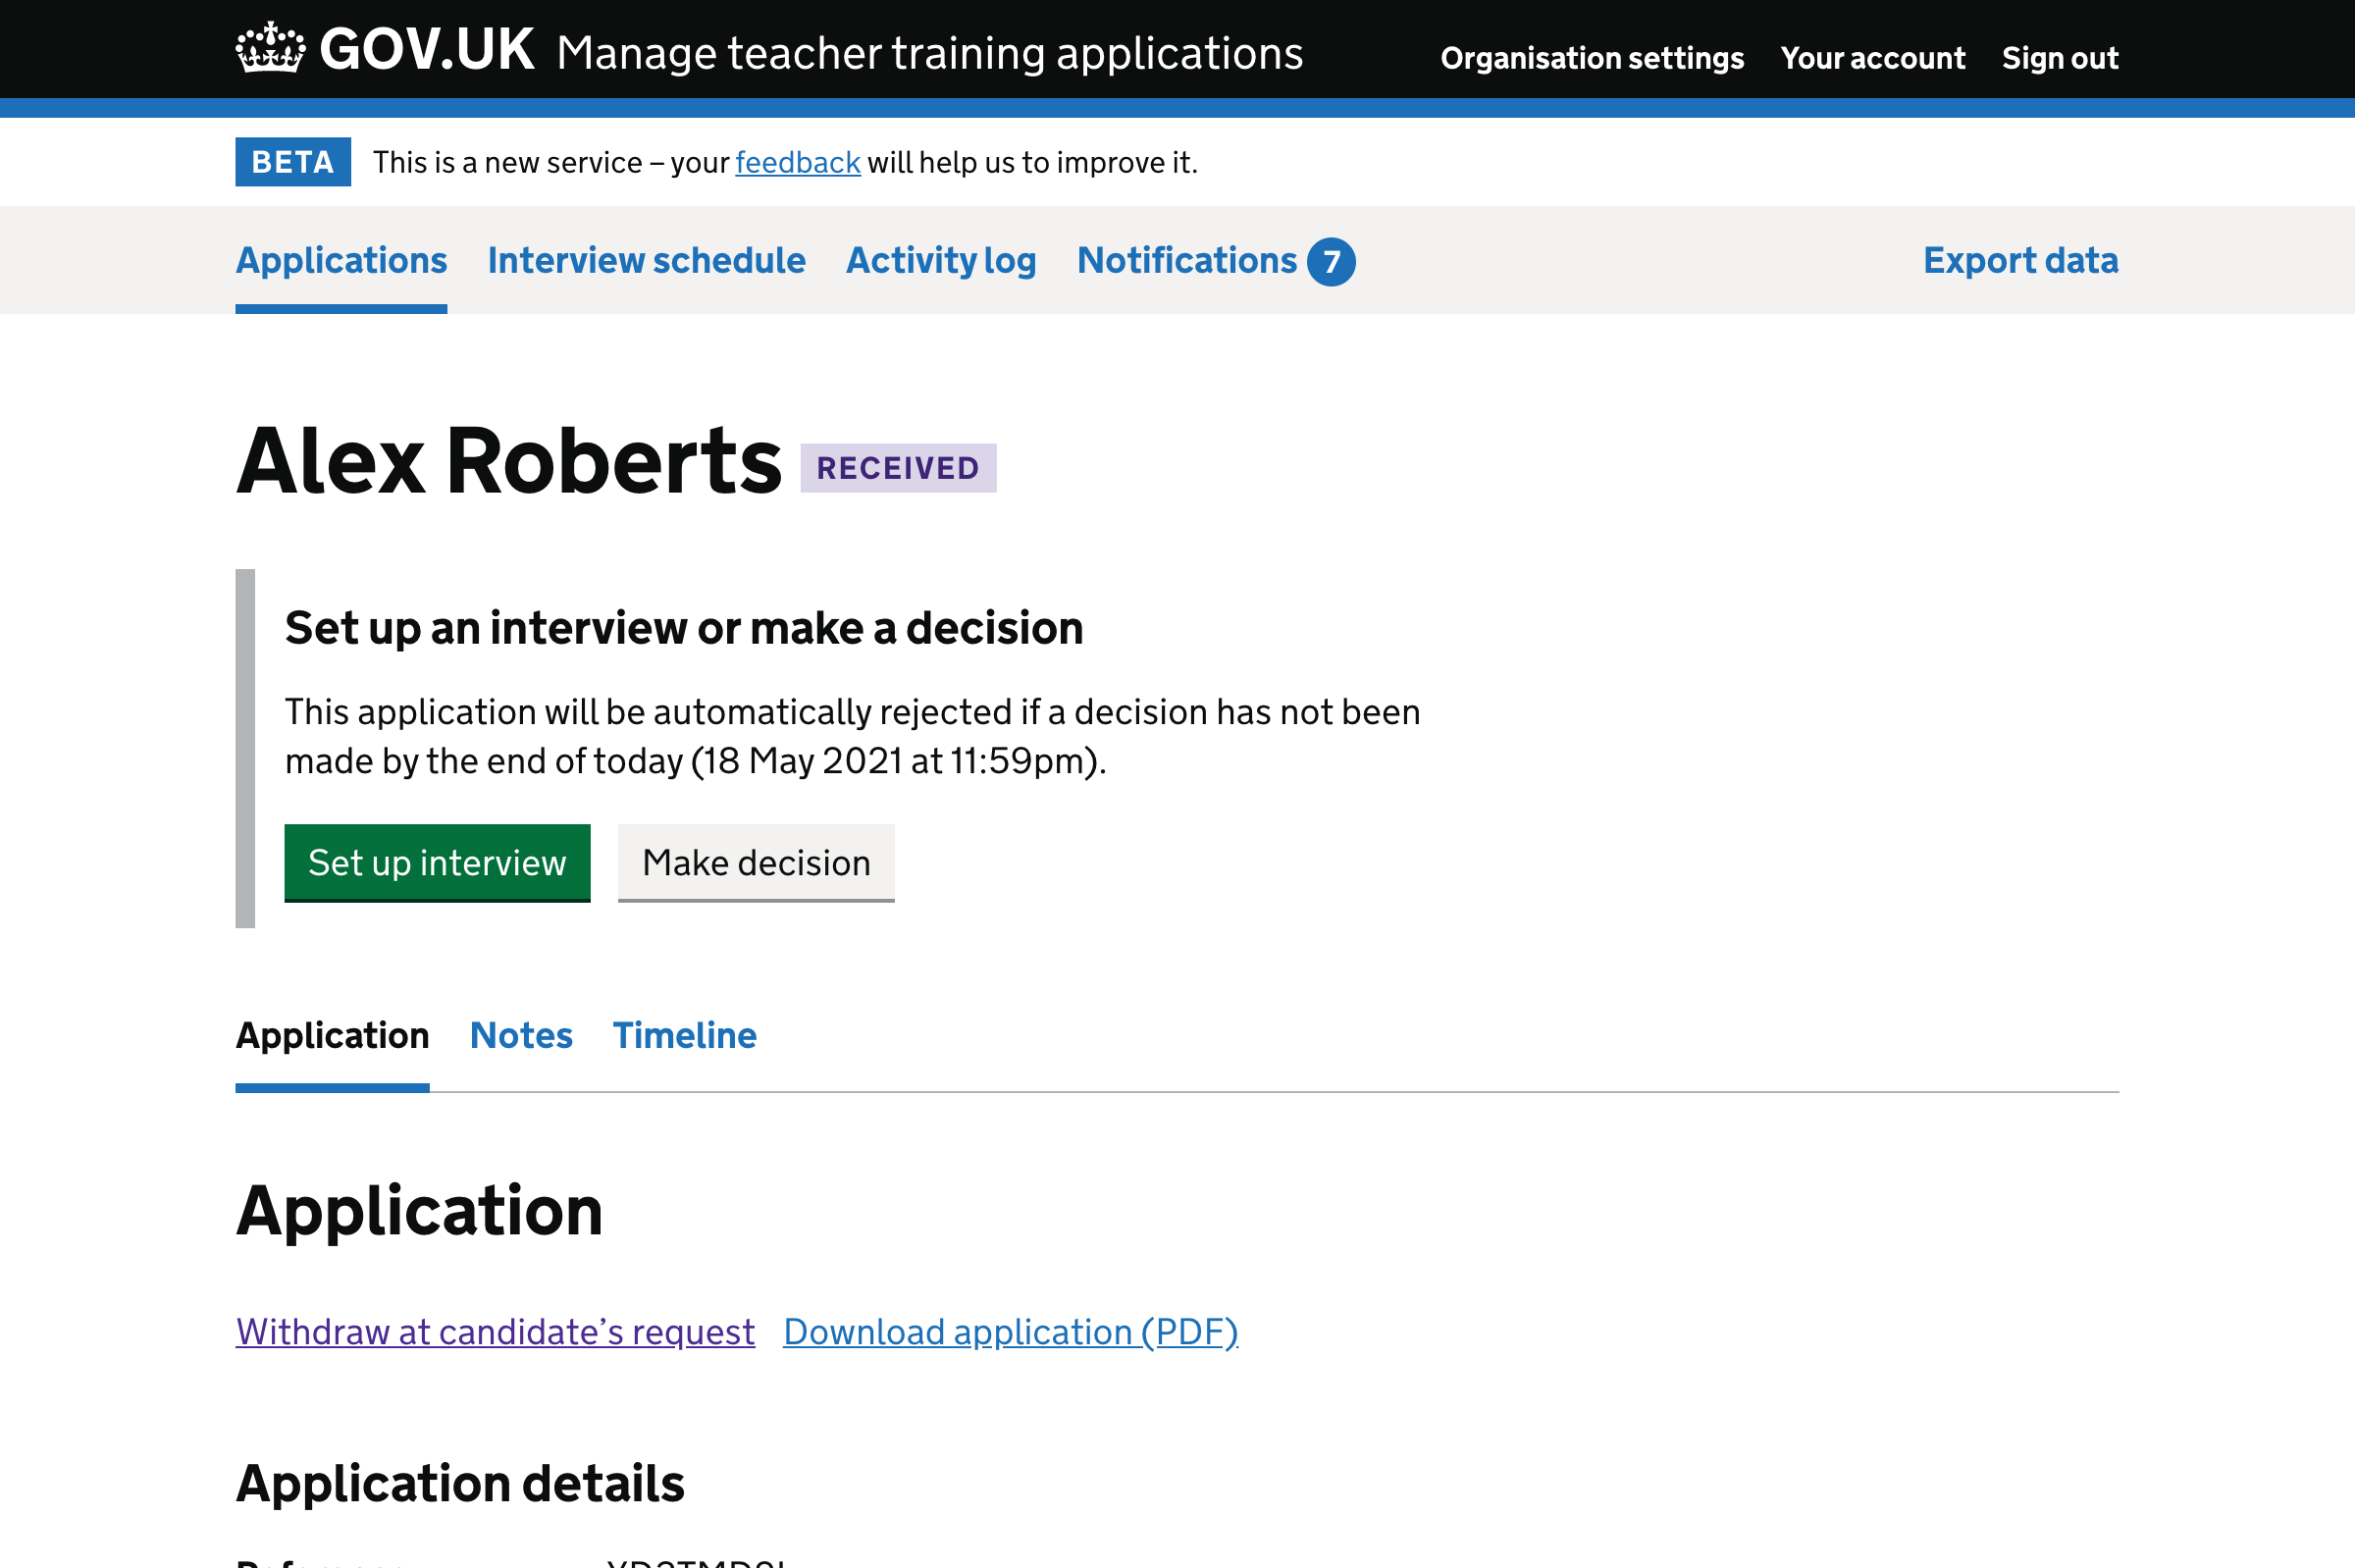 GOV.UK Manage teacher training applications Organisation settings Your account Sign out
BETA This is a new service – your feedback will help us to improve it.
Applications Interview schedule Activity log Notifications 7 Export data
Alex Roberts RECEIVED
Set up an interview or make a decision
This application will be automatically rejected if a decision has not been
made by the end of today (18 May 2021 at 11:59pm).
Set up interview Make decision
Application Notes Timeline
Application
Withdraw at candidate’s request Download application (PDF)
Application details